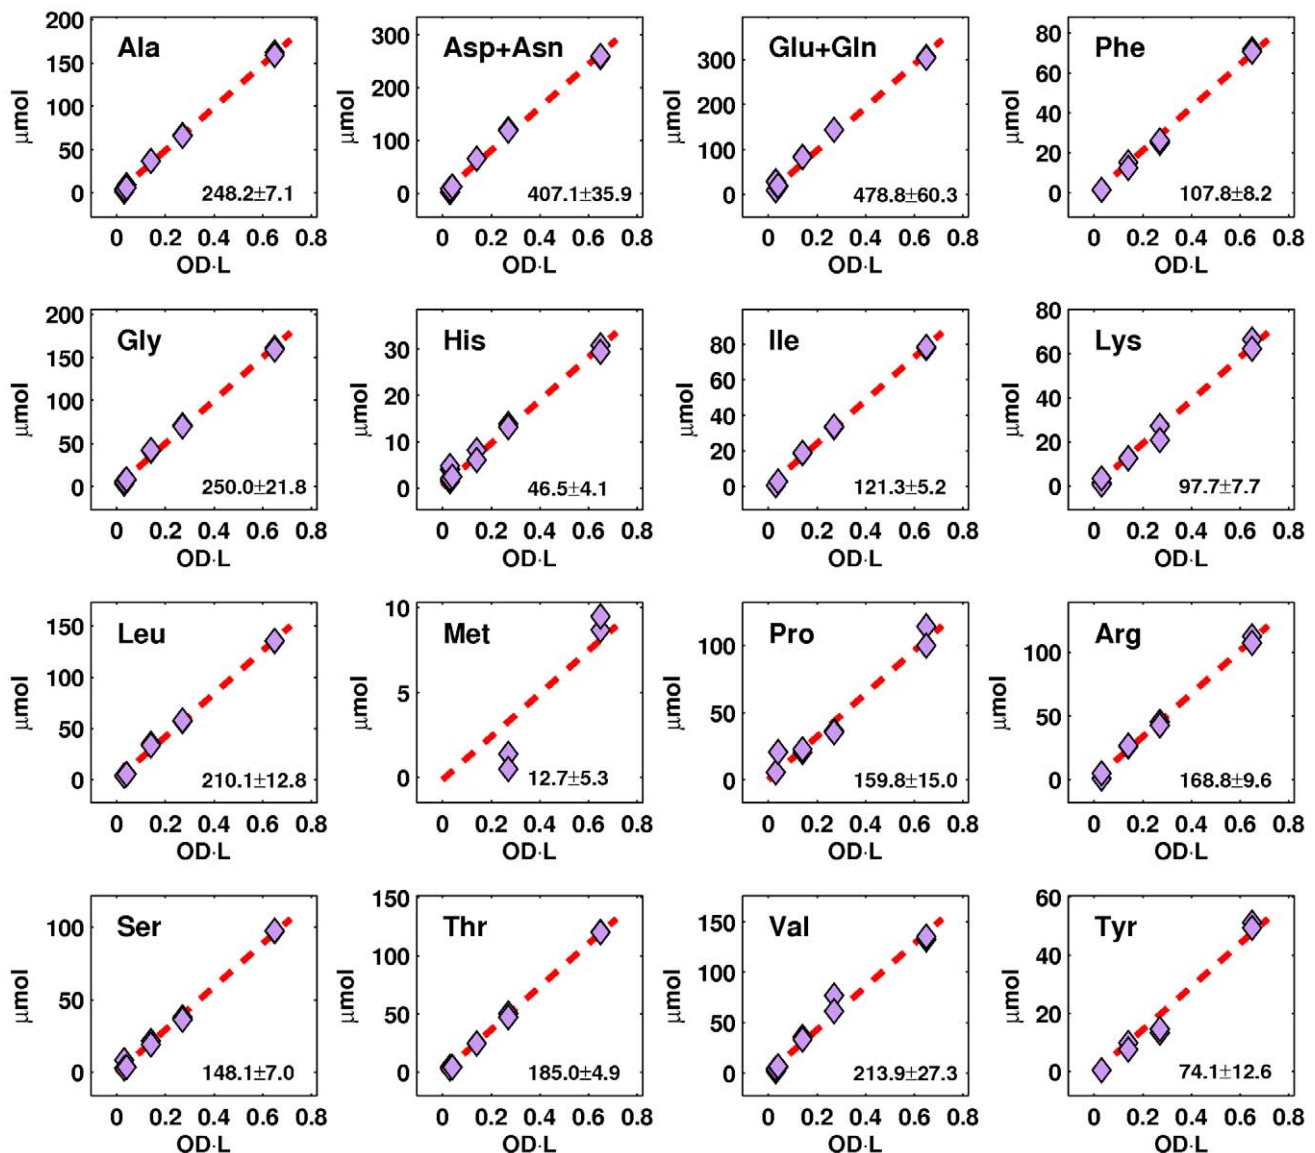 200
150
100
50
0
μmol
Ala
248.2±7.1
0 0.2 0.4 0.6 0.8
OD·L
300
200
100
0
μmol
Asp+Asn
407.1±35.9
0 0.2 0.4 0.6 0.8
OD·L
300
200
100
0
μmol
Glu+Gln
478.8±60.3
0 0.2 0.4 0.6 0.8
OD·L
80
60
40
20
0
μmol
Phe
107.8±8.2
0 0.2 0.4 0.6 0.8
OD·L
200
150
100
50
0
μmol
Gly
250.0±21.8
0 0.2 0.4 0.6 0.8
OD·L
30
20
10
0
μmol
His
46.5±4.1
0 0.2 0.4 0.6 0.8
OD·L
80
60
40
20
0
μmol
Ile
121.3±5.2
0 0.2 0.4 0.6 0.8
OD·L
80
60
40
20
0
μmol
Lys
97.7±7.7
0 0.2 0.4 0.6 0.8
OD·L
150
100
50
0
μmol
Leu
210.1±12.8
0 0.2 0.4 0.6 0.8
OD·L
10
5
0
μmol
Met
12.7±5.3
0 0.2 0.4 0.6 0.8
OD·L
100
50
0
μmol
Pro
159.8±15.0
0 0.2 0.4 0.6 0.8
OD·L
100
50
0
μmol
Arg
168.8±9.6
0 0.2 0.4 0.6 0.8
OD·L
100
50
0
μmol
Ser
148.1±7.0
0 0.2 0.4 0.6 0.8
OD·L
150
100
50
0
μmol
Thr
185.0±4.9
0 0.2 0.4 0.6 0.8
OD·L
150
100
50
0
μmol
Val
213.9±27.3
0 0.2 0.4 0.6 0.8
OD·L
60
40
20
0
μmol
Tyr
74.1±12.6
0 0.2 0.4 0.6 0.8
OD·L